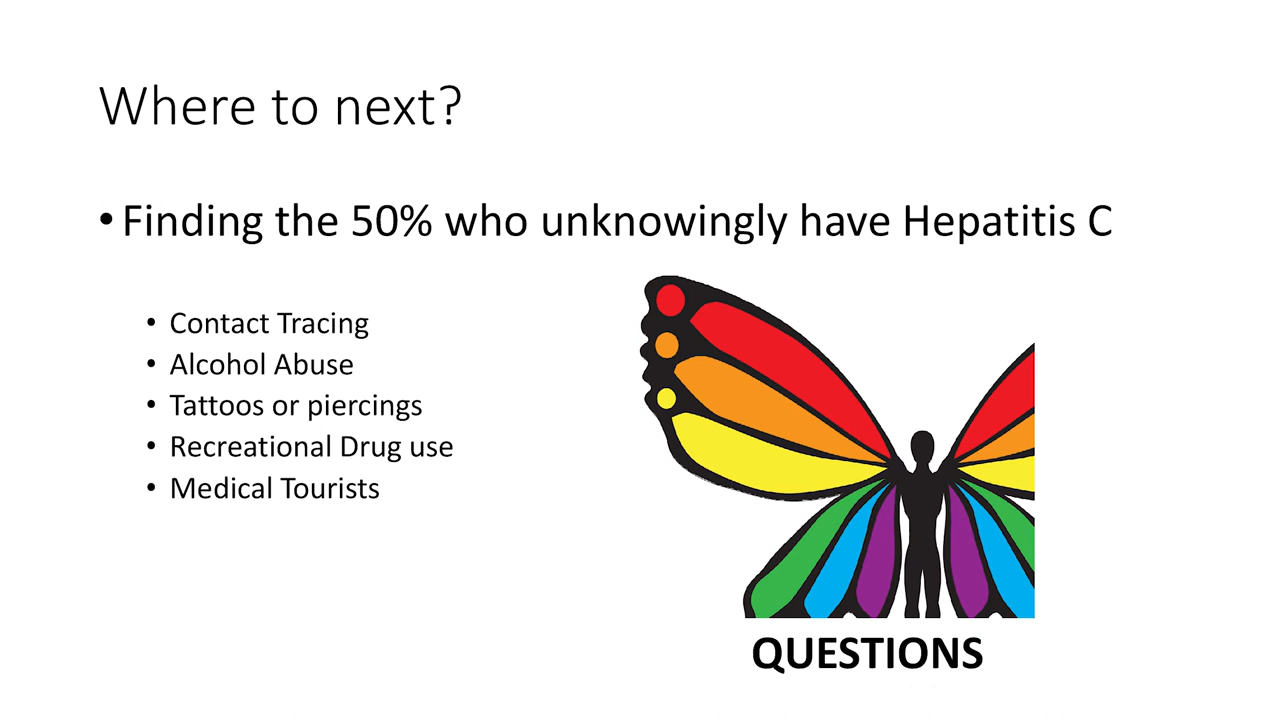 Where to next?
• Finding the 50% who unknowingly have Hepatitis C
• Contact Tracing
• Alcohol Abuse
• Tattoos or piercings
• Recreational Drug use
• Medical Tourists
QUESTIONS